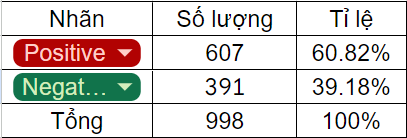 Nhãn Số lượng Tỉ lệ
Positive 607 60.82%
Negat... 391 39.18%
Tổng 998 100%